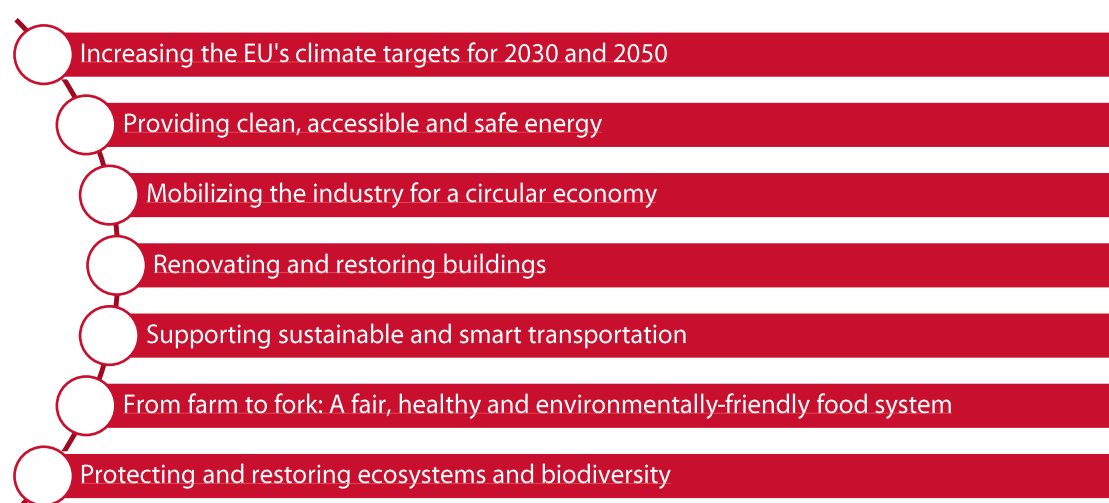 Increasing the EU's climate targets for 2030 and 2050
Providing clean, accessible and safe energy
Mobilizing the industry for a circular economy
Renovating and restoring buildings
Supporting sustainable and smart transportation
From farm to fork: A fair, healthy and environmentally-friendly food system
Protecting and restoring ecosystems and biodiversity